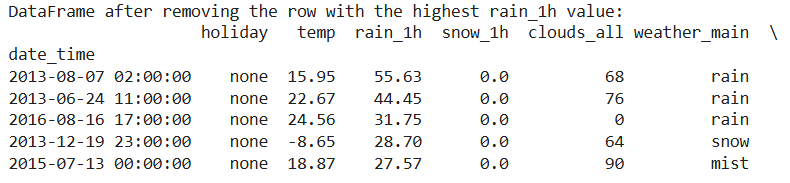 DataFrame after removing the row with the highest rain_1h value:
holiday temp rain_1h snow_1h clouds_all weather_main \
date_time
2013-08-07 02:00:00 none 15.95 55.63 0.0 68 rain
2013-06-24 11:00:00 none 22.67 44.45 0.0 76 rain
2016-08-16 17:00:00 none 24.56 31.75 0.0 0 rain
2013-12-19 23:00:00 none -8.65 28.70 0.0 64 snow
2015-07-13 00:00:00 none 18.87 27.57 0.0 90 mist